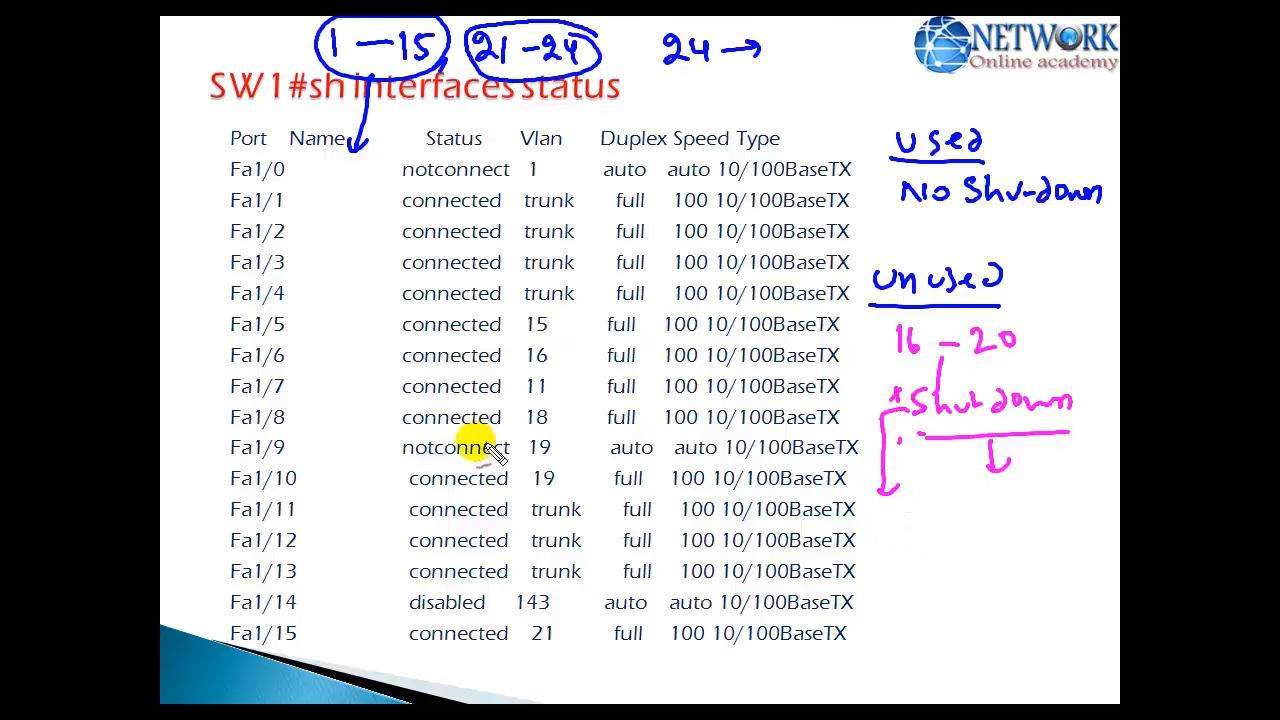 1 — 15, 21 - 24 24 →
NETWORK
Online academy
SW1#sh interfaces status
Port Name Status Vlan Duplex Speed Type
Fa1/0 notconnect 1 auto auto 10/100BaseTX
Fa1/1 connected trunk full 100 10/100BaseTX
Fa1/2 connected trunk full 100 10/100BaseTX
Fa1/3 connected trunk full 100 10/100BaseTX
Fa1/4 connected trunk full 100 10/100BaseTX
Fa1/5 connected 15 full 100 10/100BaseTX
Fa1/6 connected 16 full 100 10/100BaseTX
Fa1/7 connected 11 full 100 10/100BaseTX
Fa1/8 connected 18 full 100 10/100BaseTX
Fa1/9 notconnect 19 auto auto 10/100BaseTX
Fa1/10 connected 19 full 100 10/100BaseTX
Fa1/11 connected trunk full 100 10/100BaseTX
Fa1/12 connected trunk full 100 10/100BaseTX
Fa1/13 connected trunk full 100 10/100BaseTX
Fa1/14 disabled 143 auto auto 10/100BaseTX
Fa1/15 connected 21 full 100 10/100BaseTX
used
No Shut-down
unused
16 — 20
*Shutdown